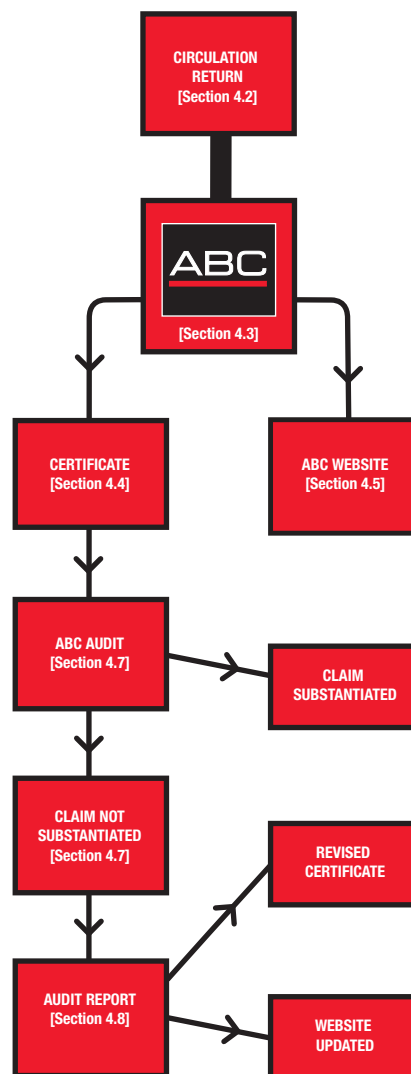 CIRCULATION
RETURN
[Section 4.2]
ABC
[Section 4.3]
CERTIFICATE
[Section 4.4]
ABC WEBSITE
[Section 4.5]
ABC AUDIT
[Section 4.7]
CLAIM
SUBSTANTIATED
CLAIM NOT
SUBSTANTIATED
[Section 4.7]
REVISED
CERTIFICATE
AUDIT REPORT
[Section 4.8]
WEBSITE
UPDATED